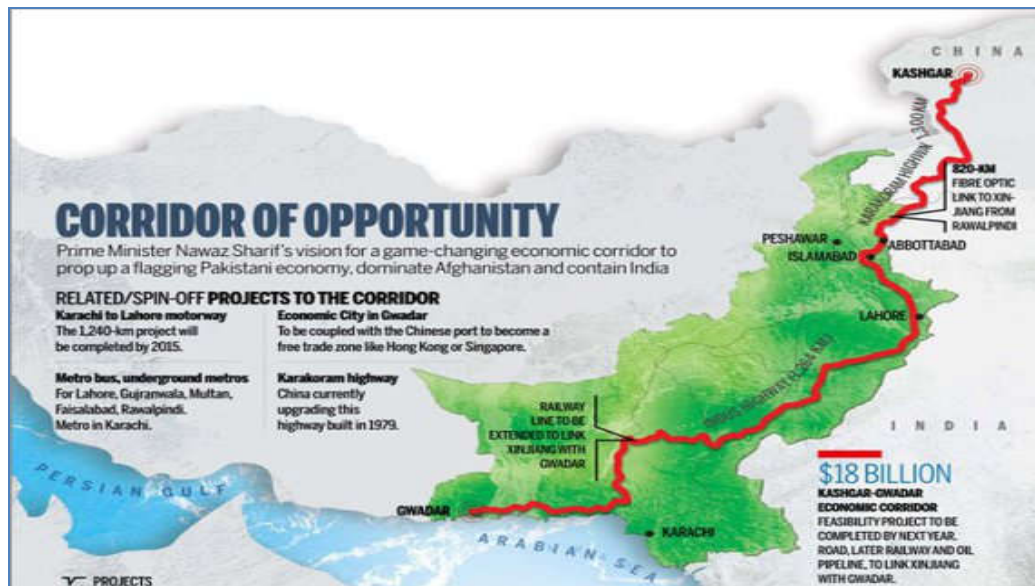 CHINA
KASHGAR
KARAKORAM HIGHWAY 1,300 KM
820-KM
FIBRE OPTIC
LINK TO XIN-
JIANG FROM
RAWALPINDI
CORRIDOR OF OPPORTUNITY
Prime Minister Nawaz Sharif's vision for a game-changing economic corridor to
prop up a flagging Pakistani economy, dominate Afghanistan and contain India
PESHAWAR
ABBOTTABAD
ISLAMABAD
LAHORE
RELATED/SPIN-OFF PROJECTS TO THE CORRIDOR
Karachi to Lahore motorway
The 1,240-km project will
be completed by 2015.
Economic City in Gwadar
To be coupled with the Chinese port to become a
free trade zone like Hong Kong or Singapore.
Metro bus, underground metros
For Lahore, Gujranwala, Multan,
Faisalabad, Rawalpindi.
Metro in Karachi.
Karakoram highway
China currently
upgrading this
highway built in 1979.
INDUS HIGHWAY
RAILWAY
LINE TO BE
EXTENDED TO LINK
XINJIANG WITH
GWADAR
INDIA
PERSIAN GULF
GWADAR
ARABIAN SEA
KARACHI
$18 BILLION
KASHGAR-GWADAR
ECONOMIC CORRIDOR
FEASIBILITY PROJECT TO BE
COMPLETED BY NEXT YEAR.
ROAD, LATER RAILWAY AND OIL
PIPELINE, TO LINK XINJIANG
WITH GWADAR.
PROJECTS